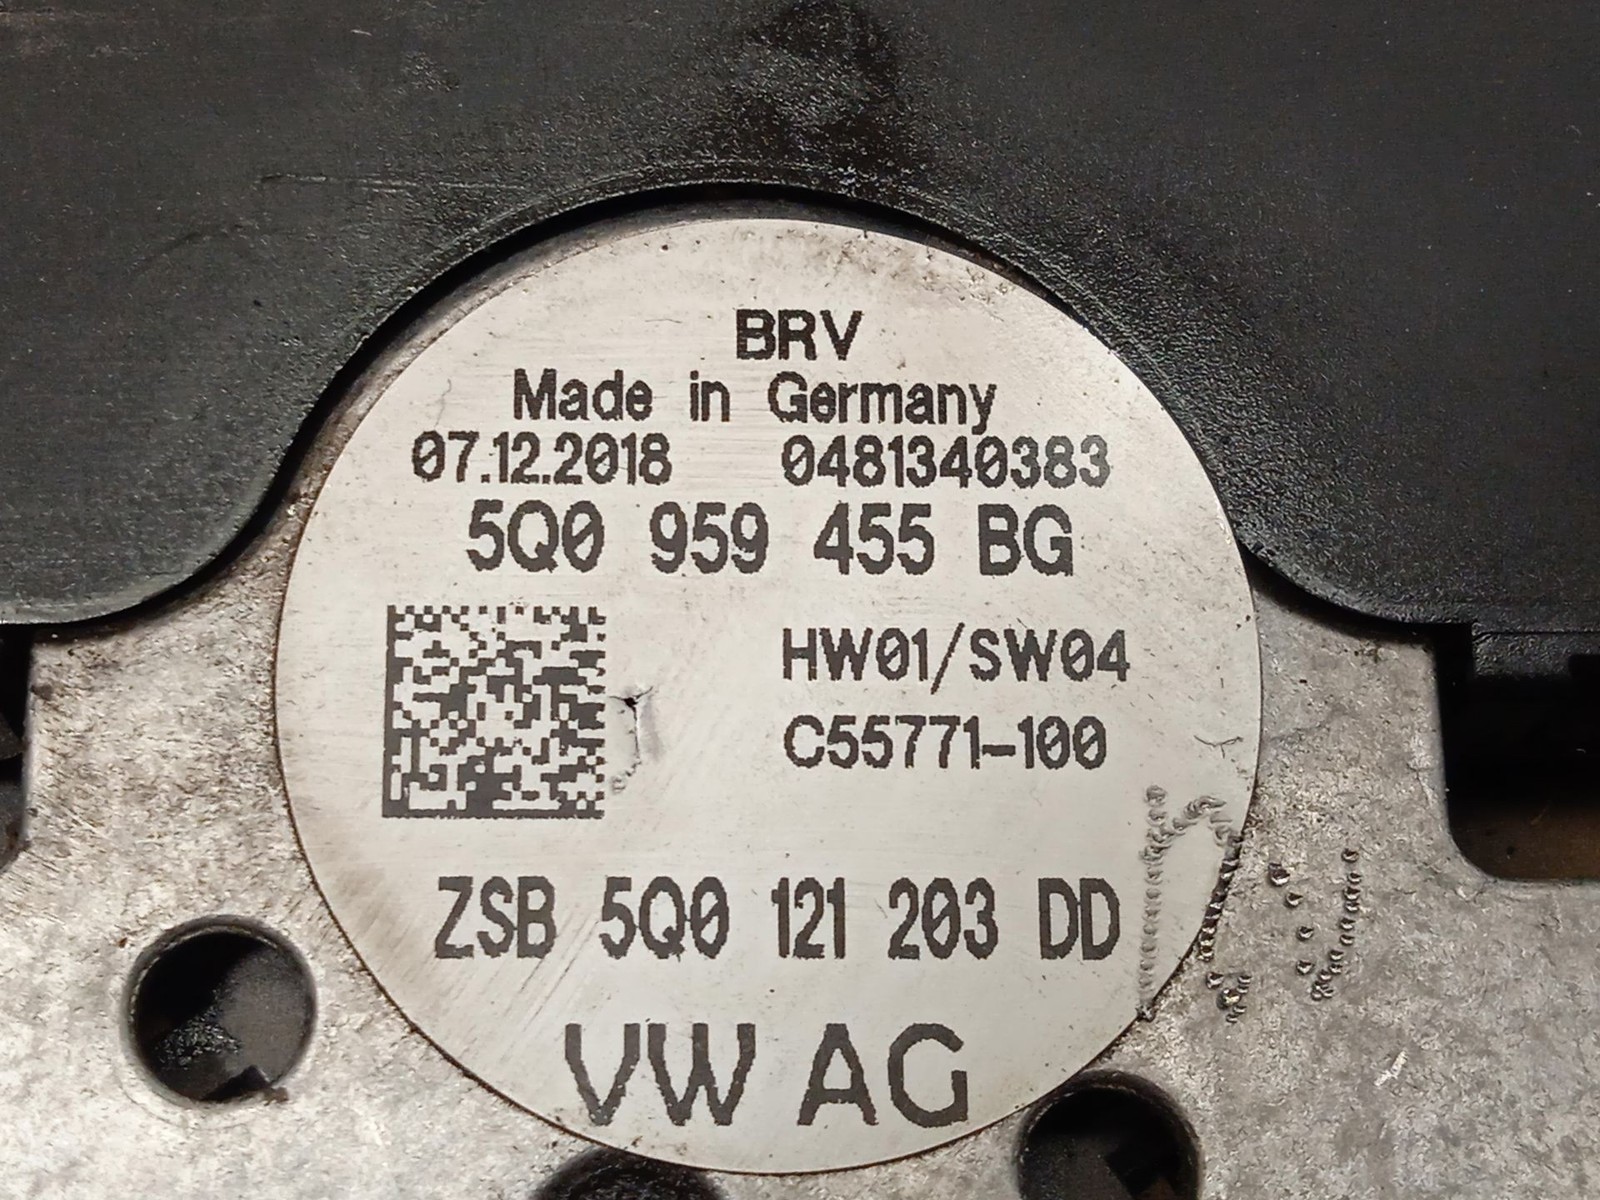 BRV
Made in Germany
07.12.2018 0481340383
5Q0 959 455 BG
HW01/SW04
C55771-100
ZSB 5Q0 121 203 DD
VW AG